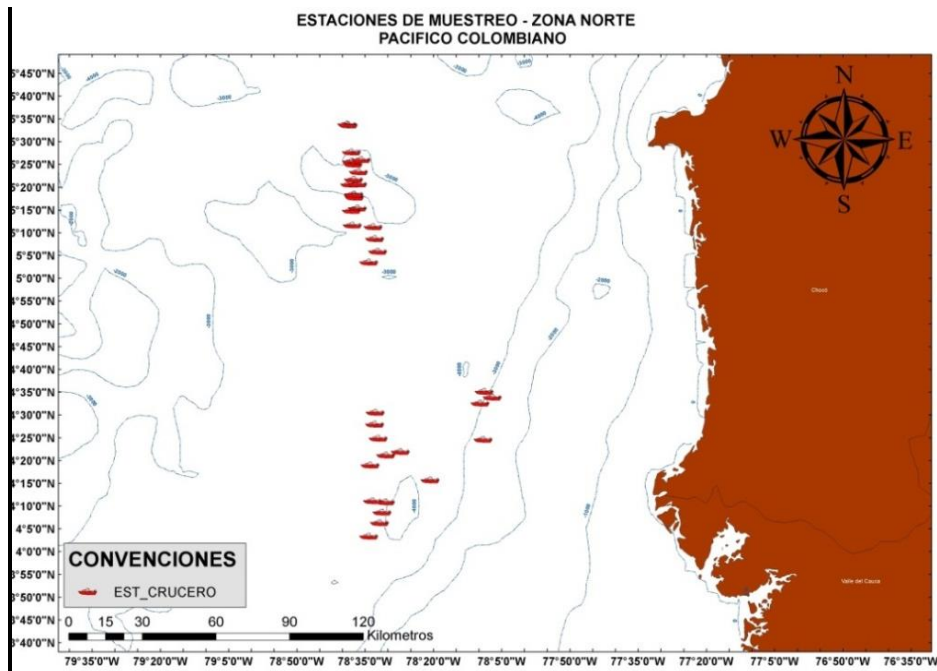 ESTACIONES DE MUESTREO - ZONA NORTE
PACIFICO COLOMBIANO
N
W E
S
5°45'0"N
5°40'0"N
5°35'0"N
5°30'0"N
5°25'0"N
5°20'0"N
5°15'0"N
5°10'0"N
5°5'0"N
5°0'0"N
4°55'0"N
4°50'0"N
4°45'0"N
4°40'0"N
4°35'0"N
4°30'0"N
4°25'0"N
4°20'0"N
4°15'0"N
4°10'0"N
4°5'0"N
4°0'0"N
3°55'0"N
3°50'0"N
3°45'0"N
3°40'0"N
Chocó
Valle del Cauca
CONVENCIONES
EST_CRUCERO
0 15 30 60 90 120
Kilometros
79°35'0"W 79°20'0"W 79°5'0"W 78°50'0"W 78°35'0"W 78°20'0"W 78°5'0"W 77°50'0"W 77°35'0"W 77°20'0"W 77°5'0"W 76°50'0"W 76°35'0"W